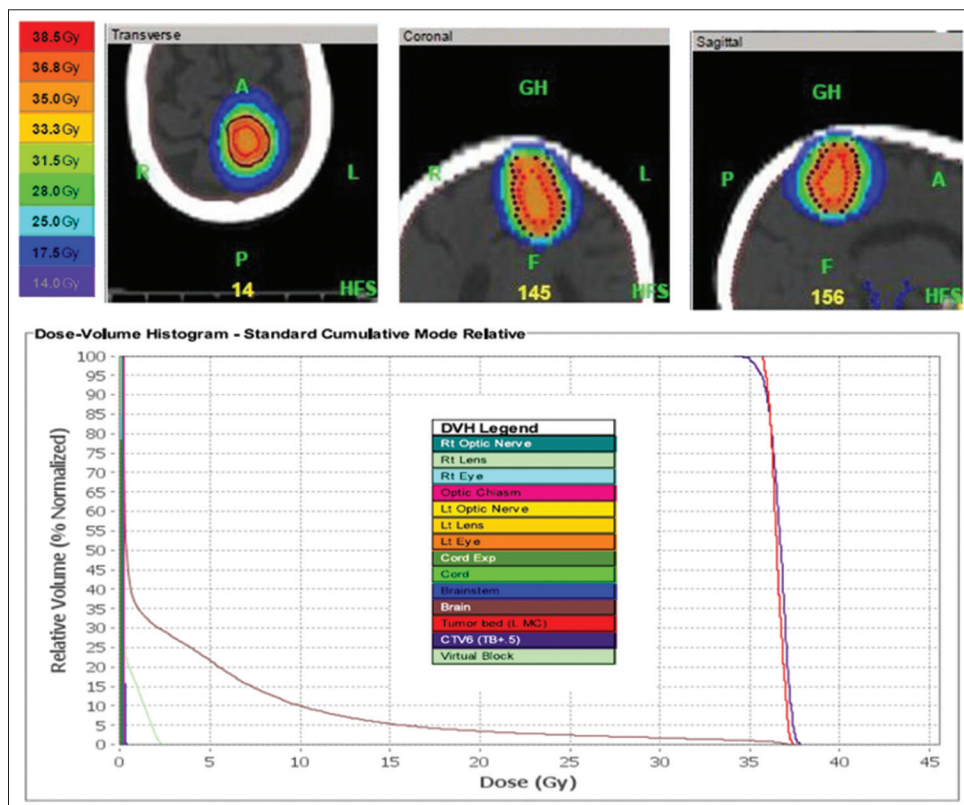 38.5 Gy
36.8 Gy
35.0 Gy
33.3 Gy
31.5 Gy
28.0 Gy
25.0 Gy
17.5 Gy
14.0 Gy
Transverse
A
R
L
P
14
HFS
Coronal
GH
R
L
F
145
HFS
Sagittal
GH
P
A
F
156
HFS
Dose-Volume Histogram - Standard Cumulative Mode Relative
Relative Volume (% Normalized)
100
95
90
85
80
75
70
65
60
55
50
45
40
35
30
25
20
15
10
5
0
DVH Legend
Rt Optic Nerve
Rt Lens
Rt Eye
Optic Chiasm
Lt Optic Nerve
Lt Lens
Lt Eye
Cord Exp
Cord
Brainstem
Brain
Tumor bed (L MC)
CTV6 (TB+.5)
Virtual Block
0 5 10 15 20 25 30 35 40 45
Dose (Gy)